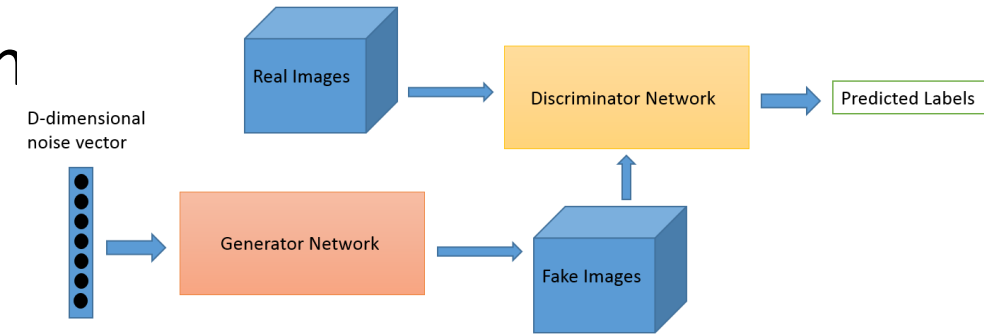 n
Real Images
Discriminator Network
Predicted Labels
D-dimensional
noise vector
Generator Network
Fake Images